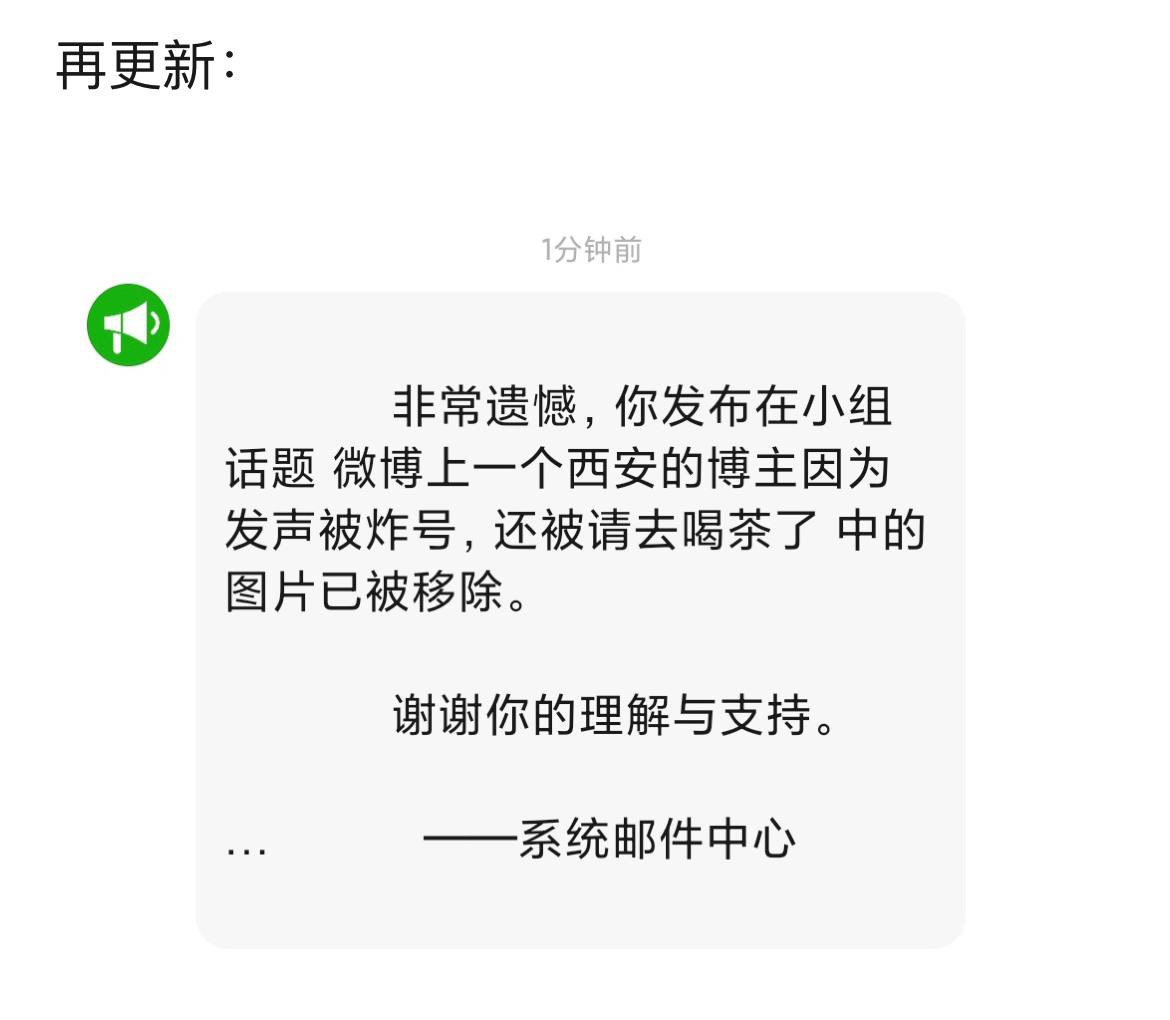 再更新：
1分钟前
非常遗憾，你发布在小组
话题 微博上一个西安的博主因为
发声被炸号，还被请去喝茶了 中的
图片已被移除。
谢谢你的理解与支持。
... ——系统邮件中心